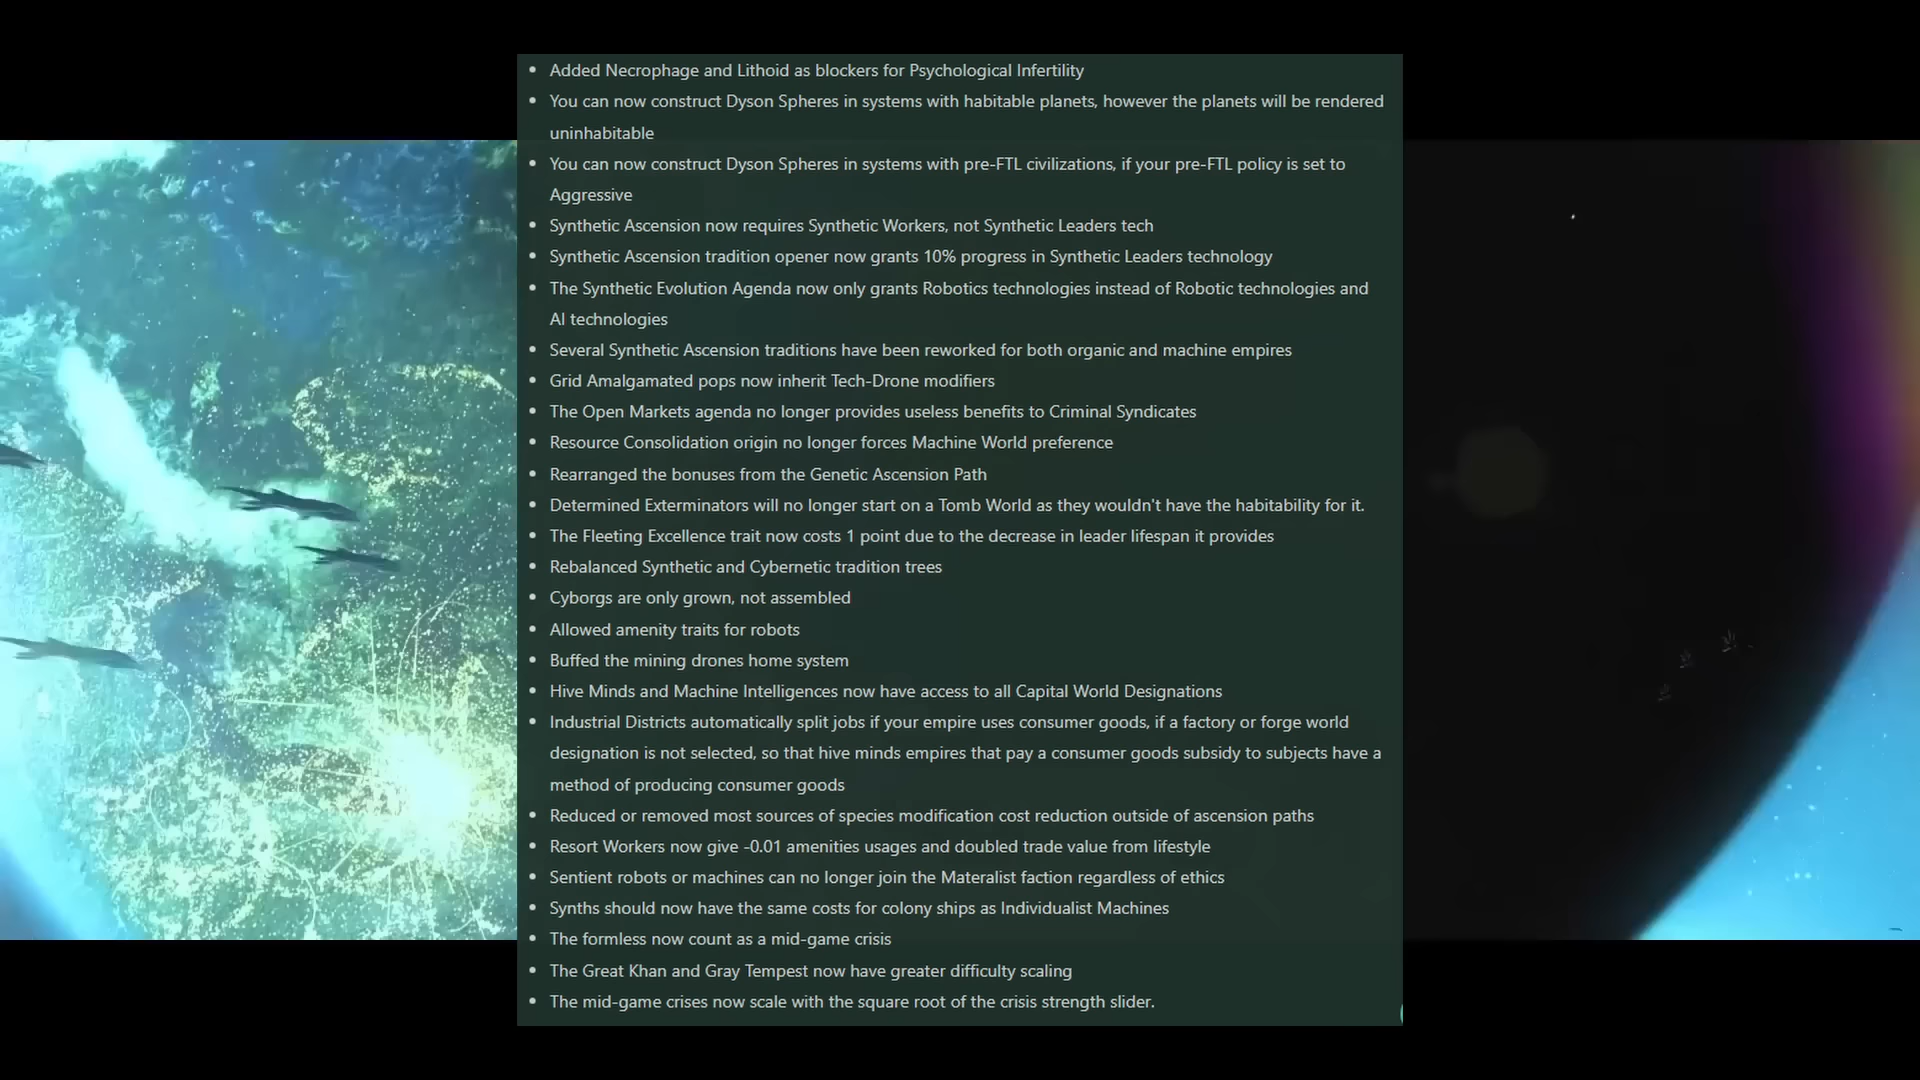 • Added Necrophage and Lithoid as blockers for Psychological Infertility
• You can now construct Dyson Spheres in systems with habitable planets, however the planets will be rendered
uninhabitable
• You can now construct Dyson Spheres in systems with pre-FTL civilizations, if your pre-FTL policy is set to
Aggressive
• Synthetic Ascension now requires Synthetic Workers, not Synthetic Leaders tech
• Synthetic Ascension tradition opener now grants 10% progress in Synthetic Leaders technology
• The Synthetic Evolution Agenda now only grants Robotics technologies instead of Robotic technologies and
AI technologies
• Several Synthetic Ascension traditions have been reworked for both organic and machine empires
• Grid Amalgamated pops now inherit Tech-Drone modifiers
• The Open Markets agenda no longer provides useless benefits to Criminal Syndicates
• Resource Consolidation origin no longer forces Machine World preference
• Rearranged the bonuses from the Genetic Ascension Path
• Determined Exterminators will no longer start on a Tomb World as they wouldn't have the habitability for it.
• The Fleeting Excellence trait now costs 1 point due to the decrease in leader lifespan it provides
• Rebalanced Synthetic and Cybernetic tradition trees
• Cyborgs are only grown, not assembled
• Allowed amenity traits for robots
• Buffed the mining drones home system
• Hive Minds and Machine Intelligences now have access to all Capital World Designations
• Industrial Districts automatically split jobs if your empire uses consumer goods, if a factory or forge world
designation is not selected, so that hive minds empires that pay a consumer goods subsidy to subjects have a
method of producing consumer goods
• Reduced or removed most sources of species modification cost reduction outside of ascension paths
• Resort Workers now give -0.01 amenities usages and doubled trade value from lifestyle
• Sentient robots or machines can no longer join the Materalist faction regardless of ethics
• Synths should now have the same costs for colony ships as Individualist Machines
• The formless now count as a mid-game crisis
• The Great Khan and Gray Tempest now have greater difficulty scaling
• The mid-game crises now scale with the square root of the crisis strength slider.